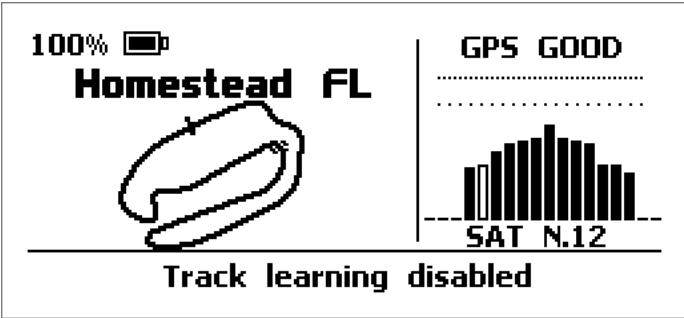 100%
GPS GOOD
Homestead FL
SAT N.12
Track learning disabled